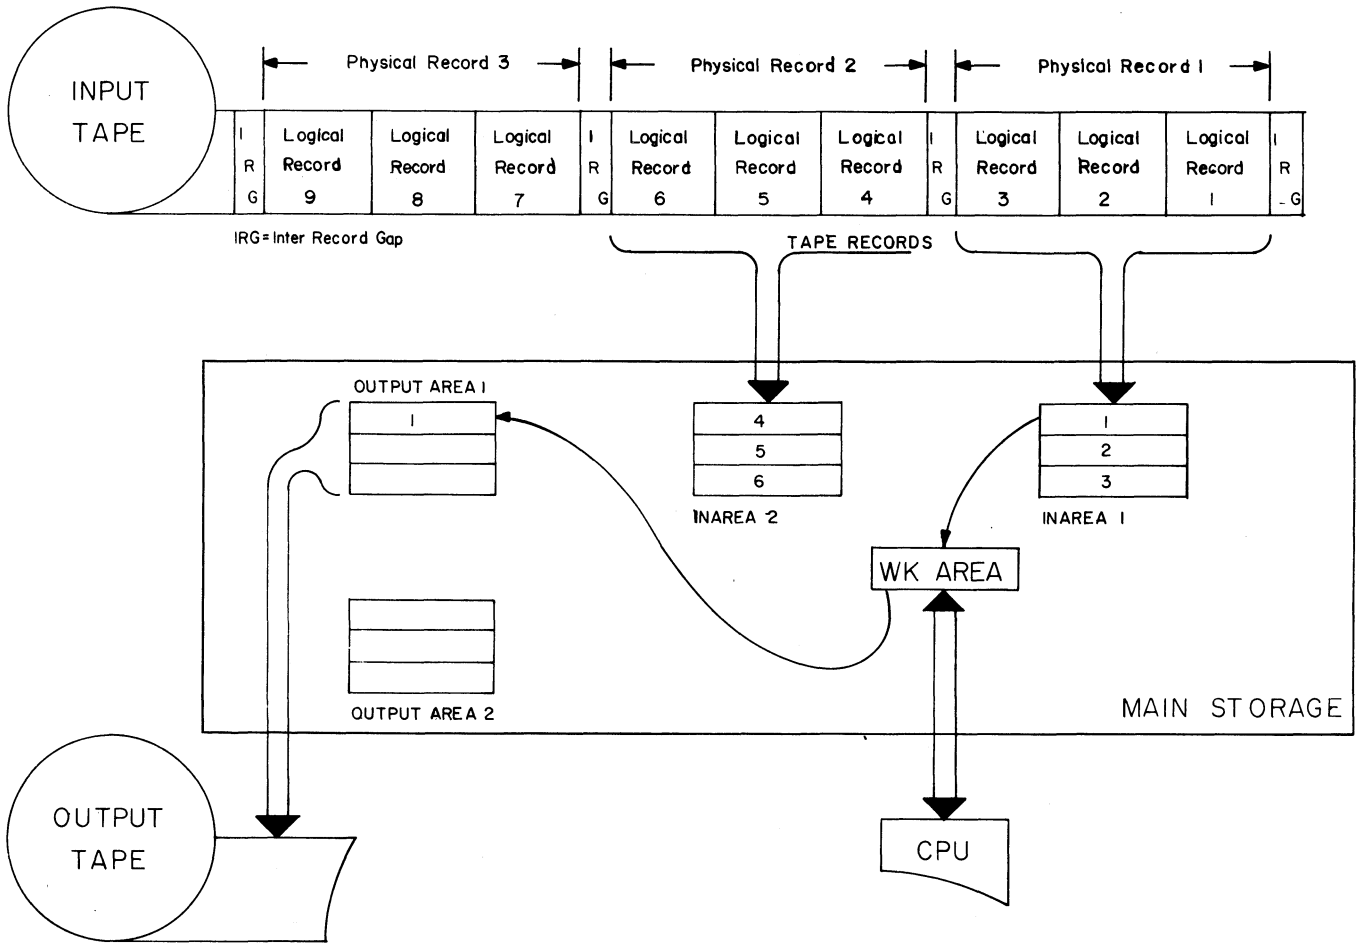 Physical Record 3
Physical Record 2
Physical Record 1
INPUT
TAPE
I
R
G
Logical
Record
9
Logical
Record
8
Logical
Record
7
I
R
G
Logical
Record
6
Logical
Record
5
Logical
Record
4
I
R
G
Logical
Record
3
Logical
Record
2
Logical
Record
1
I
R
G
IRG=Inter Record Gap
TAPE RECORDS
OUTPUT AREA 1
1
4
5
6
INAREA 2
1
2
3
INAREA 1
WK AREA
OUTPUT AREA 2
MAIN STORAGE
OUTPUT
TAPE
CPU